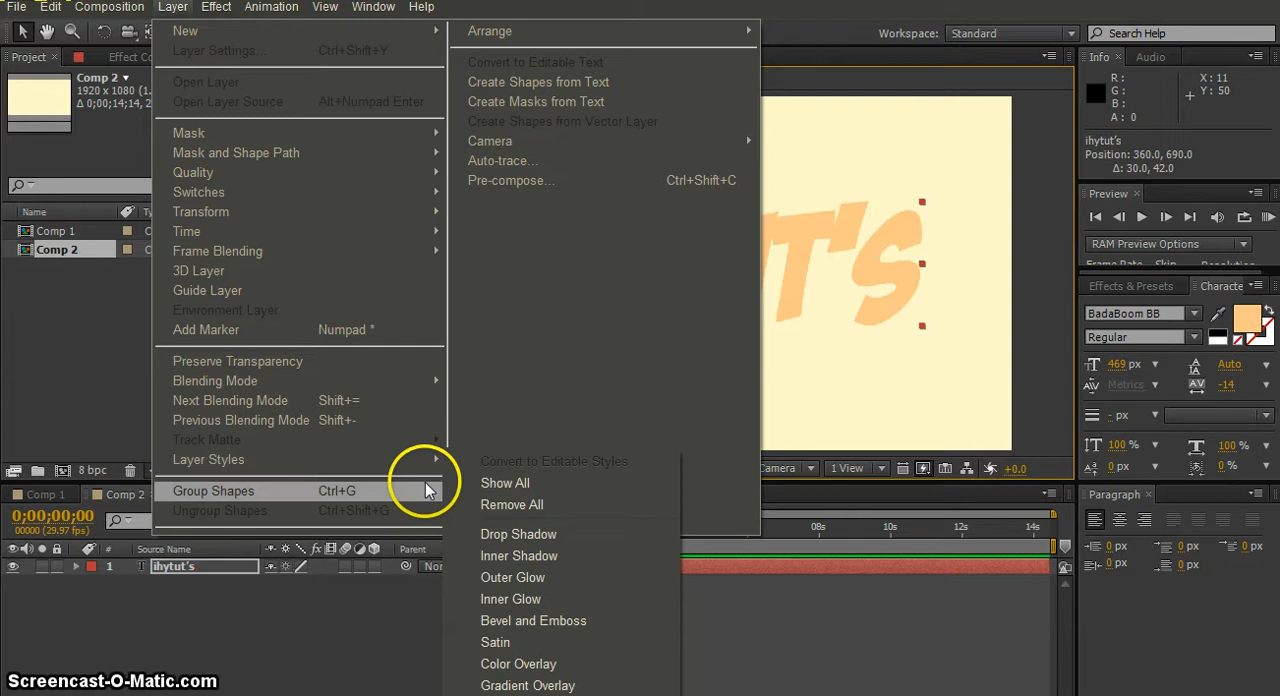 File Edit Composition Layer Effect Animation View Window Help
Workspace: Standard
Search Help
Project
Effect Co
Comp 2
1920 x 1080 (1.
Δ 0;00;14;14, 2
Name
Comp 1
Comp 2
8 bpc
New
Layer Settings... Ctrl+Shift+Y
Open Layer
Open Layer Source Alt+Numpad Enter
Mask
Mask and Shape Path
Quality
Switches
Transform
Time
Frame Blending
3D Layer
Guide Layer
Environment Layer
Add Marker Numpad *
Preserve Transparency
Blending Mode
Next Blending Mode Shift+=
Previous Blending Mode Shift+-
Track Matte
Layer Styles
Group Shapes Ctrl+G
Ungroup Shapes Ctrl+Shift+G
Arrange
Convert to Editable Text
Create Shapes from Text
Create Masks from Text
Create Shapes from Vector Layer
Camera
Auto-trace...
Pre-compose... Ctrl+Shift+C
Convert to Editable Styles
Show All
Remove All
Drop Shadow
Inner Shadow
Outer Glow
Inner Glow
Bevel and Emboss
Satin
Color Overlay
Gradient Overlay
UT'S
Camera 1 View +0.0
Info Audio
R:
G:
B:
A: 0
X: 11
Y: 50
ihytut's
Position: 360.0, 690.0
Δ: 30.0, 42.0
Preview
RAM Preview Options
Effects & Presets
Characte
BadaBoom BB
Regular
469 px Auto
Metrics -14
- px
100 % 100 %
0 px 0 %
Paragraph
0 px 0 px 0 px
0 px 0 px
Comp 1 Comp 2
0;00;00;00
00000 (29.97 fps)
# Source Name Parent
1 T ihytut's
Nor
08s 10s 12s 14s
Screencast-O-Matic.com